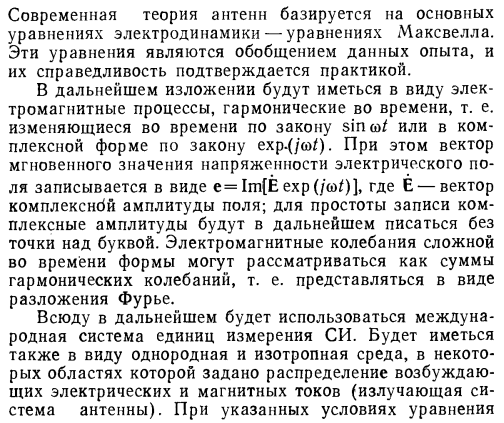 Современная теория антенн базируется на основных
уравнениях электродинамики — уравнениях Максвелла.
Эти уравнения являются обобщением данных опыта, и
их справедливость подтверждается практикой.
В дальнейшем изложении будут иметься в виду элек-
тромагнитные процессы, гармонические во времени, т. е.
изменяющиеся во времени по закону sin ωt или в ком-
плексной форме по закону exp (jωt). При этом вектор
мгновенного значения напряженности электрического по-
ля записывается в виде e=Im[Ė exp (jωt)], где Ė — вектор
комплексной амплитуды поля; для простоты записи ком-
плексные амплитуды будут в дальнейшем писаться без
точки над буквой. Электромагнитные колебания сложной
во времени формы могут рассматриваться как суммы
гармонических колебаний, т. е. представляться в виде
разложения Фурье.
Всюду в дальнейшем будет использоваться междуна-
родная система единиц измерения СИ. Будет иметься
также в виду однородная и изотропная среда, в некото-
рых областях которой задано распределение возбуждаю-
щих электрических и магнитных токов (излучающая си-
стема антенны). При указанных условиях уравнения